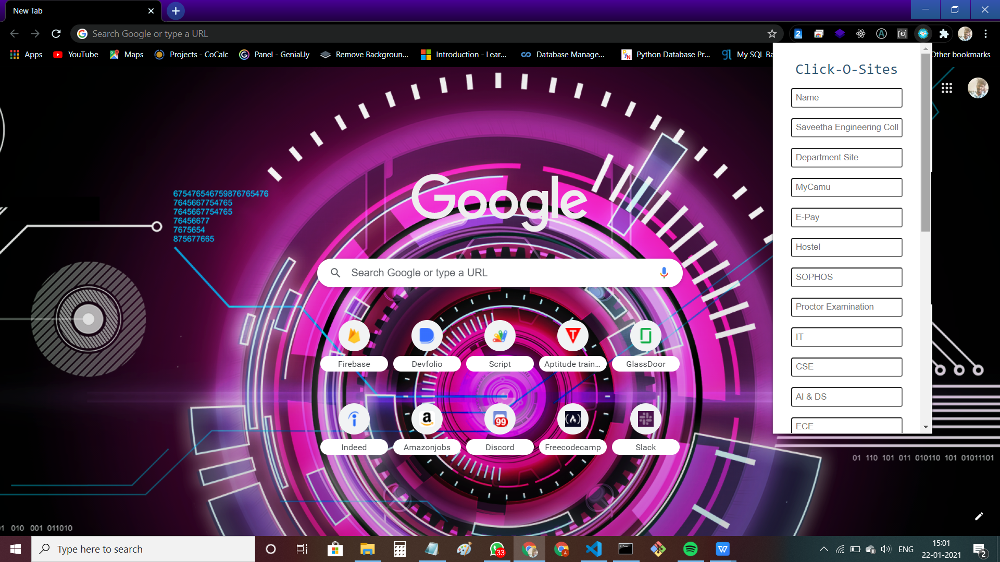 New Tab
Search Google or type a URL
Apps
YouTube
Maps
Projects - CoCalc
Panel - Genial.ly
Remove Backgroun...
Introduction - Lear...
Database Manage...
Python Database Pr...
My SQL Ba
Other bookmarks
Click-O-Sites
Name
Saveetha Engineering Coll
Department Site
MyCamu
E-Pay
Hostel
SOPHOS
Proctor Examination
IT
CSE
AI & DS
ECE
675476546759876765476
7645667754765
7645667754765
76456677
7675654
875677665
Google
Search Google or type a URL
Firebase
Devfolio
Script
Aptitude train...
GlassDoor
99
Indeed
Amazonjobs
Discord
Freecodecamp
Slack
01 110 101 011 010110 101 01011101
1 010 001 011010
Type here to search
33
ENG
15:01
22-01-2021
2